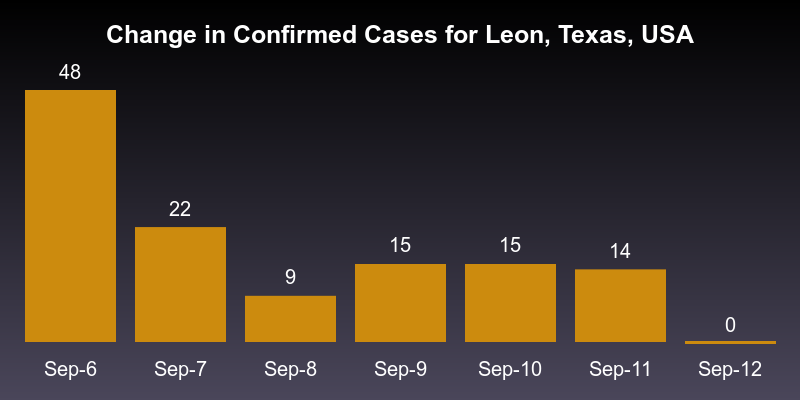 Change in Confirmed Cases for Leon, Texas, USA
48
22
9
15
15
14
0
Sep-6
Sep-7
Sep-8
Sep-9
Sep-10
Sep-11
Sep-12